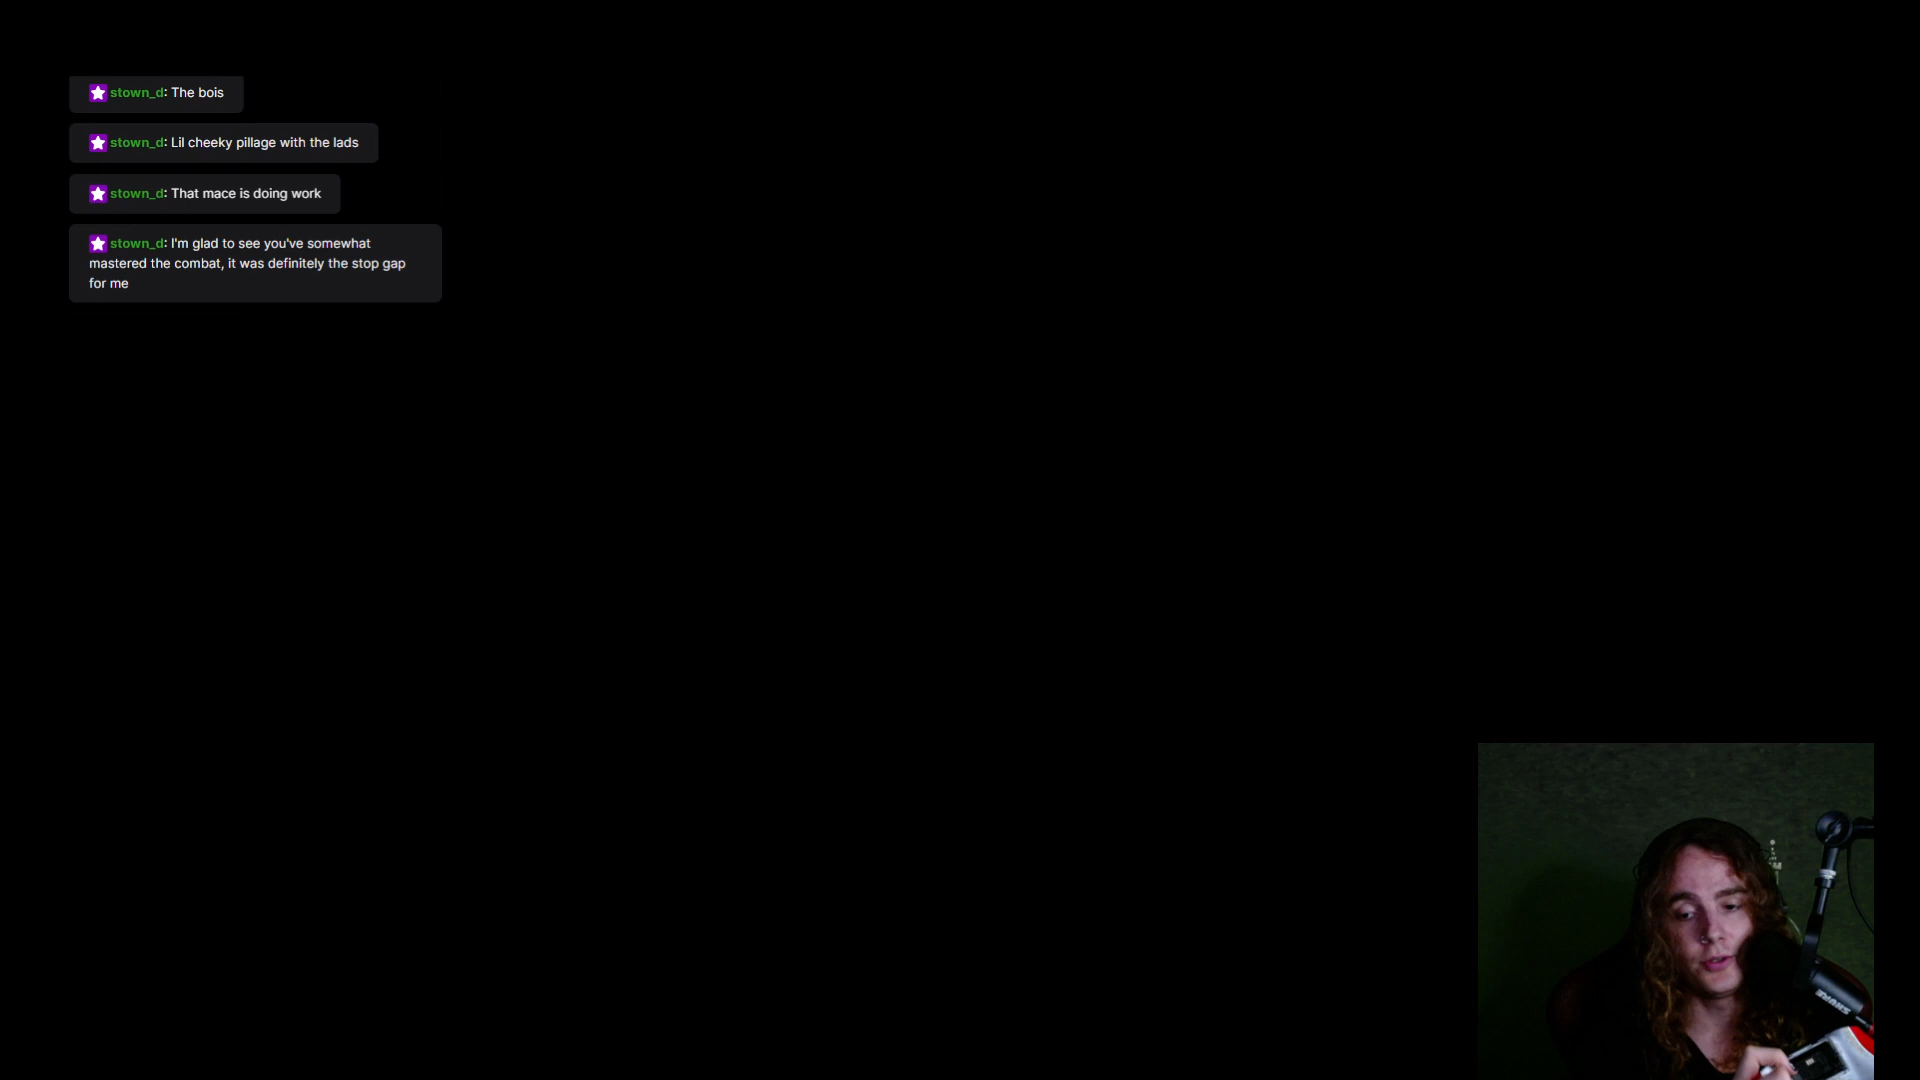 stown_d: The bois
stown_d: Lil cheeky pillage with the lads
stown_d: That mace is doing work
stown_d: I'm glad to see you've somewhat
mastered the combat, it was definitely the stop gap
for me
SHURE